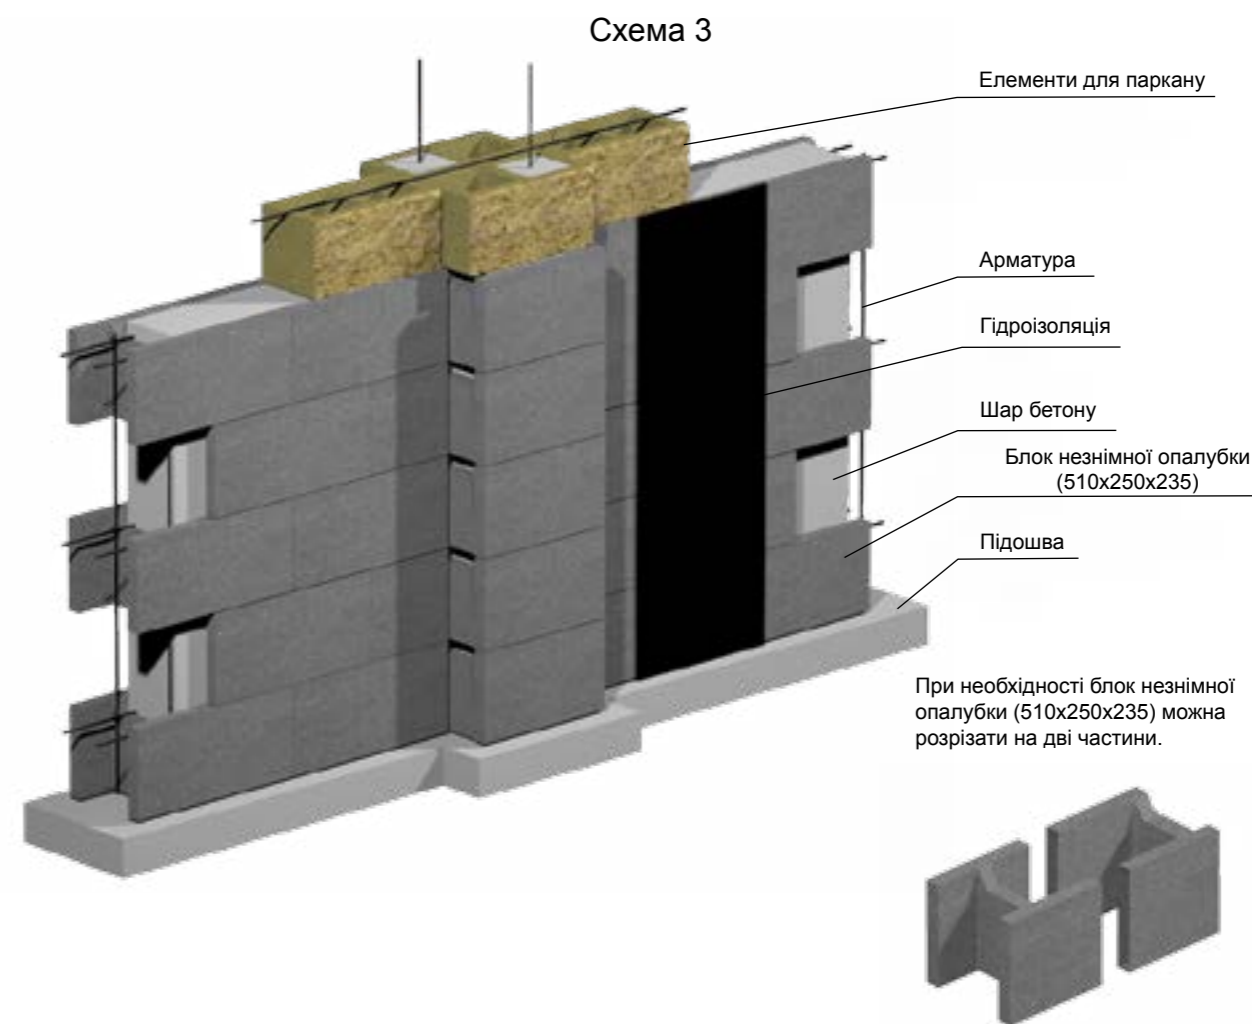 Схема 3
Елементи для паркану
Арматура
Гідроізоляція
Шар бетону
Блок незнімної опалубки
(510x250x235)
Підошва
При необхідності блок незнімної
опалубки (510x250x235) можна
розрізати на дві частини.